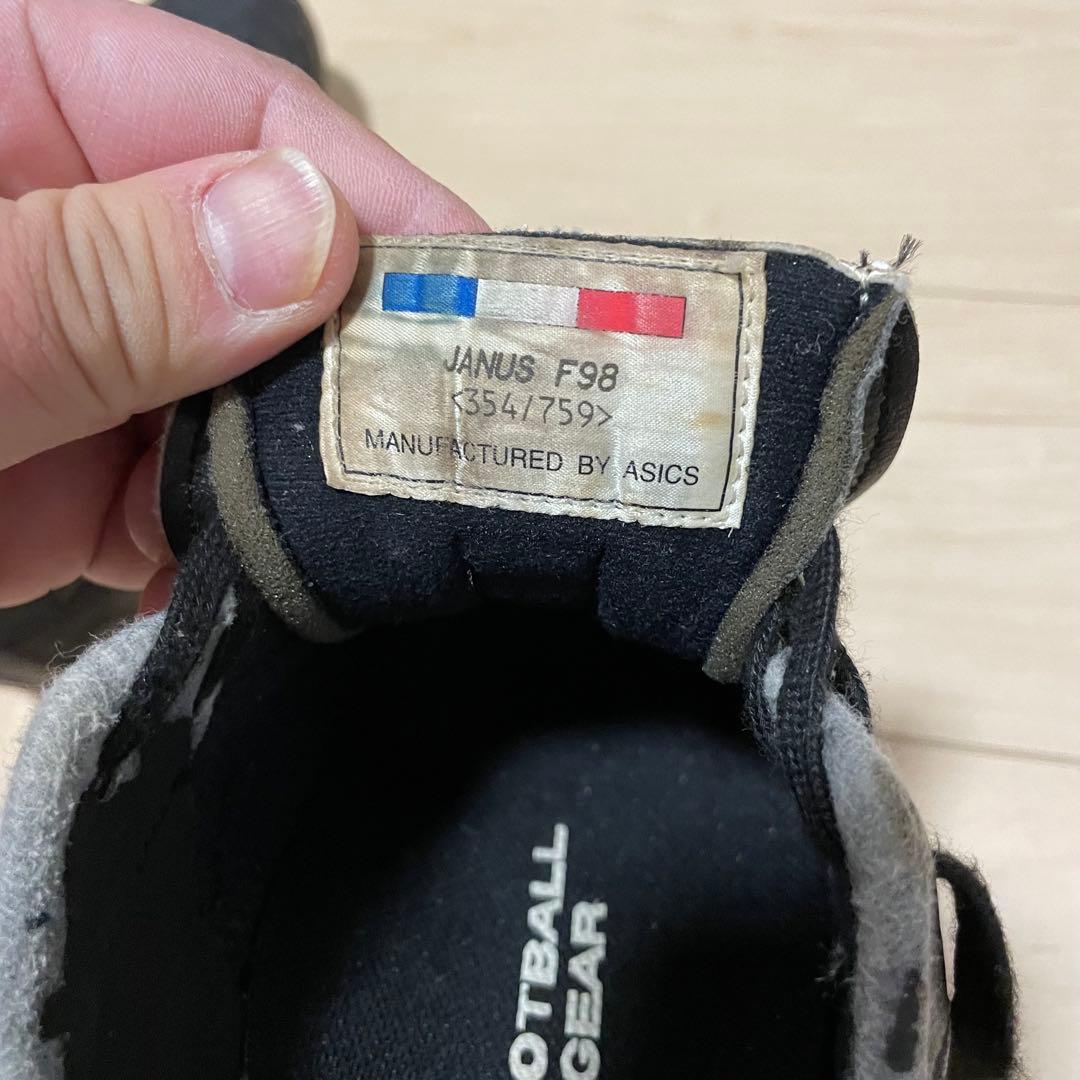 JANUS F98
<354/759>
MANUFACTURED BY ASICS
OTBALL
GEAR